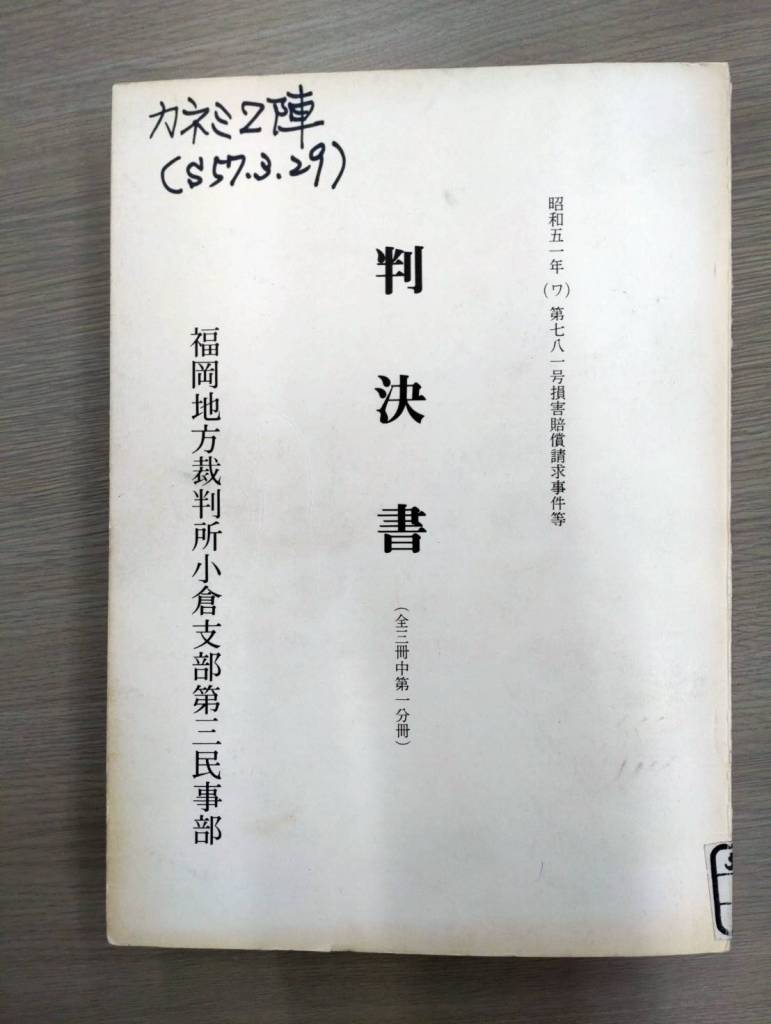 カネミ2陣
(S57.3.29)
昭和五一年(ワ)第七八一号損害賠償請求事件等
判決書
(全三冊中第一分冊)
福岡地方裁判所小倉支部第三民事部